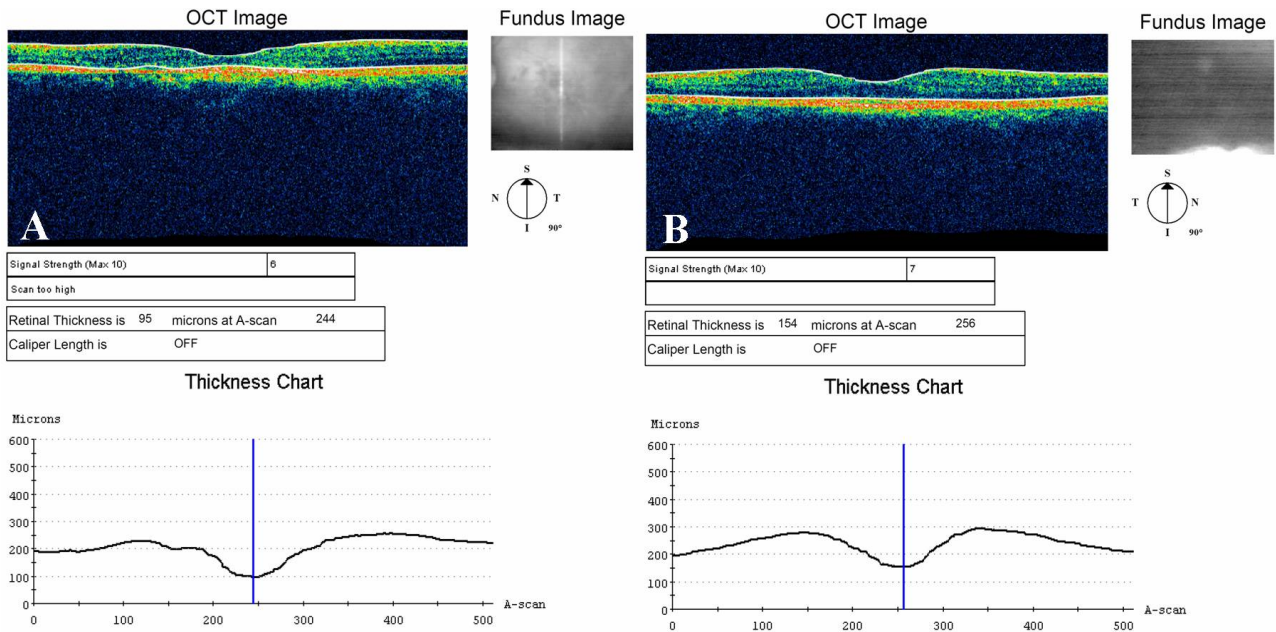 OCT Image
Fundus Image
A
S
N T
I 90°
Signal Strength (Max 10) 6
Scan too high
Retinal Thickness is 95 microns at A-scan 244
Caliper Length is OFF
Thickness Chart
Microns
600
500
400
300
200
100
0
0 100 200 300 400 500
A-scan
OCT Image
Fundus Image
B
S
T N
I 90°
Signal Strength (Max 10) 7
Retinal Thickness is 154 microns at A-scan 256
Caliper Length is OFF
Thickness Chart
Microns
600
500
400
300
200
100
0
0 100 200 300 400 500
A-scan